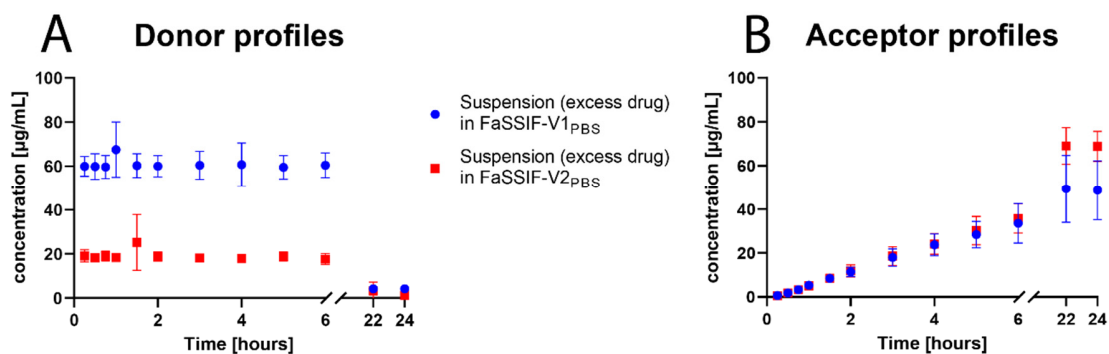 A Donor profiles
concentration [µg/mL]
100
80
60
40
20
0
0 2 4 6 22 24
Time [hours]
Suspension (excess drug)
in FaSSIF-V1PBS
Suspension (excess drug)
in FaSSIF-V2PBS
B Acceptor profiles
concentration [µg/mL]
100
80
60
40
20
0
0 2 4 6 22 24
Time [hours]